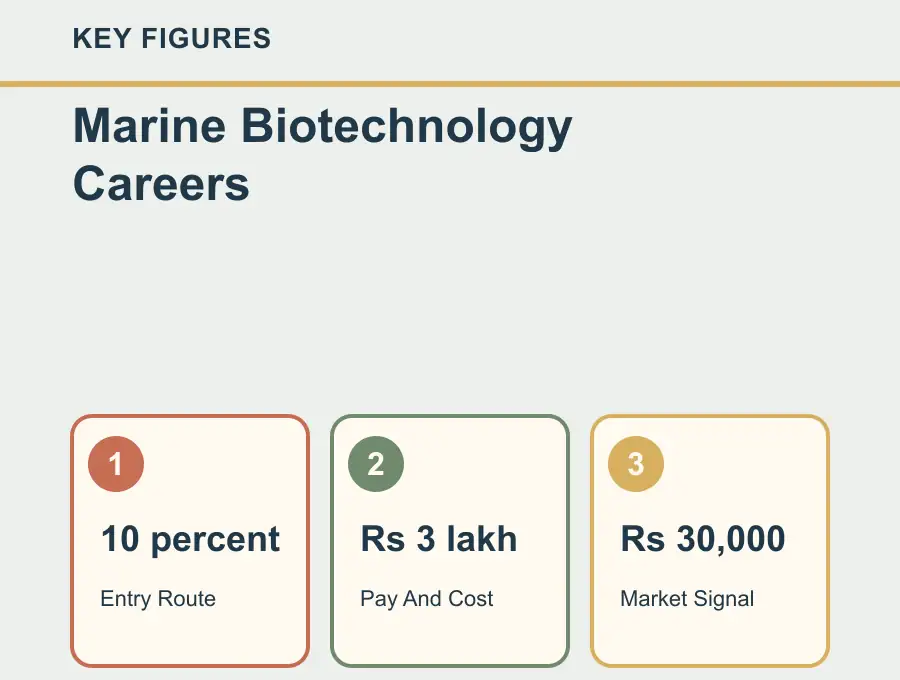 KEY FIGURES
Marine Biotechnology
Careers
1
10 percent
Entry Route
2
Rs 3 lakh
Pay And Cost
3
Rs 30,000
Market Signal